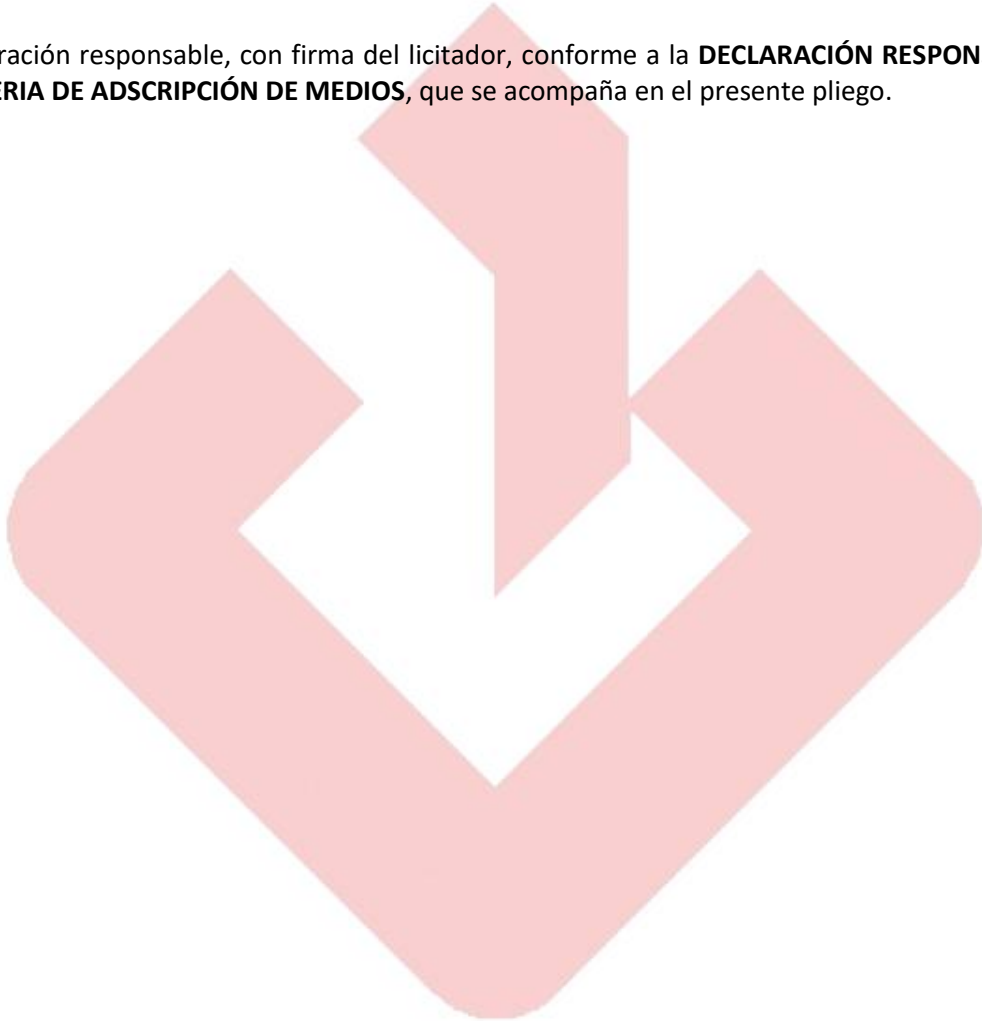 ración responsable, con firma del licitador, conforme a la DECLARACIÓN RESPON
ERIA DE ADSCRIPCIÓN DE MEDIOS, que se acompaña en el presente pliego.